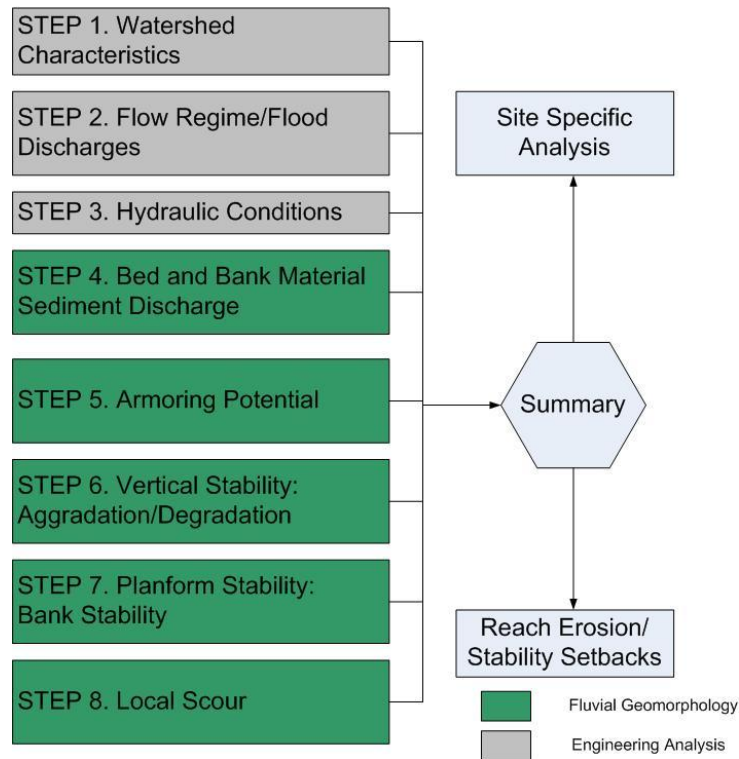 STEP 1. Watershed
Characteristics
STEP 2. Flow Regime/Flood
Discharges
STEP 3. Hydraulic Conditions
STEP 4. Bed and Bank Material
Sediment Discharge
STEP 5. Armoring Potential
STEP 6. Vertical Stability:
Aggradation/Degradation
STEP 7. Planform Stability:
Bank Stability
STEP 8. Local Scour
Site Specific
Analysis
Summary
Reach Erosion/
Stability Setbacks
Fluvial Geomorphology
Engineering Analysis